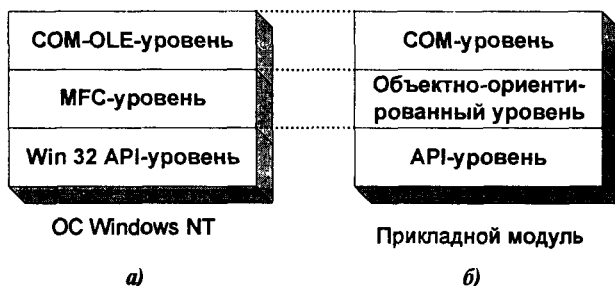 COM-OLE-уровень
MFC-уровень
Win 32 API-уровень
ОС Windows NT
а)
COM-уровень
Объектно-ориенти-
рованный уровень
API-уровень
Прикладной модуль
б)